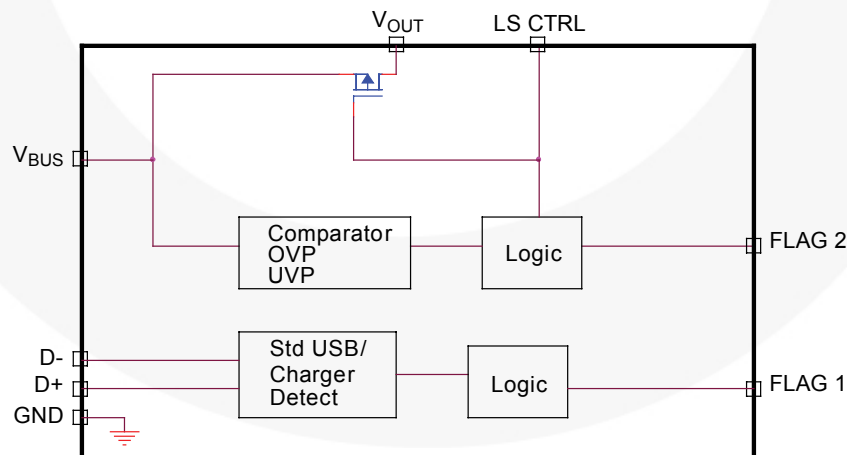 VOUT
LS CTRL
VBUS
Comparator
OVP
UVP
Logic
FLAG 2
D-
D+
GND
Std USB/
Charger
Detect
Logic
FLAG 1